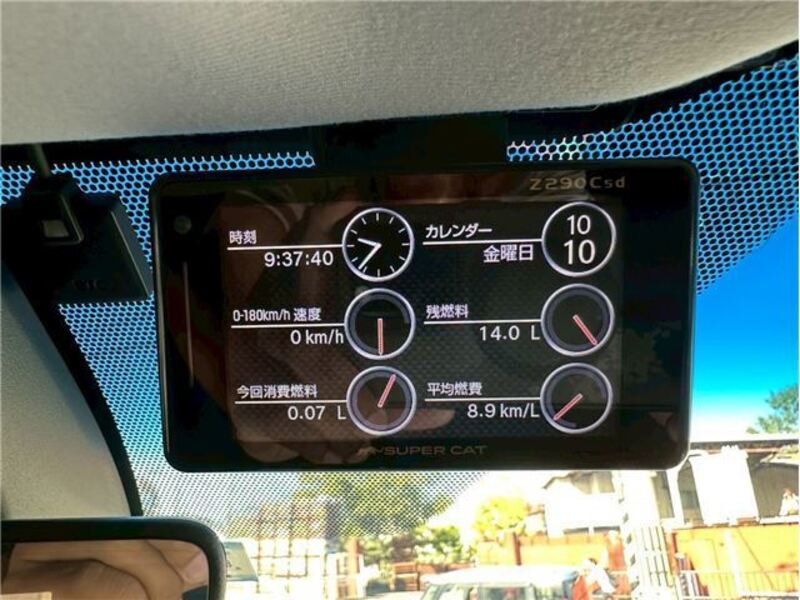 Z290Csd
時刻
9:37:40
カレンダー
金曜日
10
10
0-180km/h 速度
0 km/h
残燃料
14.0 L
今回消費燃料
0.07 L
平均燃費
8.9 km/L
SUPER CAT